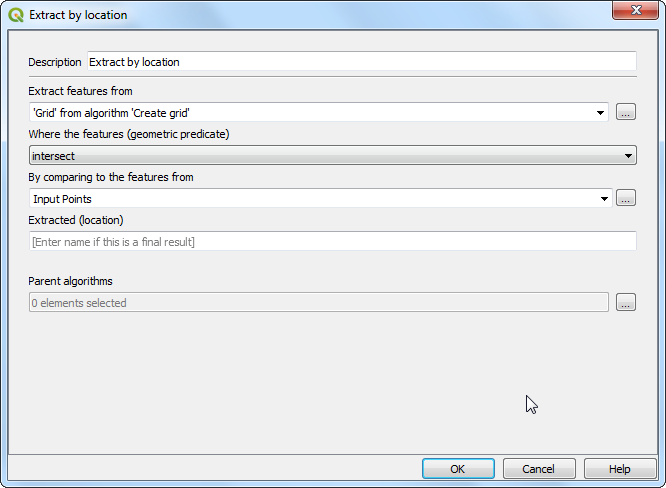 Extract by location
Description Extract by location
Extract features from
'Grid' from algorithm 'Create grid'
...
Where the features (geometric predicate)
intersect
By comparing to the features from
Input Points
...
Extracted (location)
[Enter name if this is a final result]
Parent algorithms
0 elements selected
...
OK Cancel Help